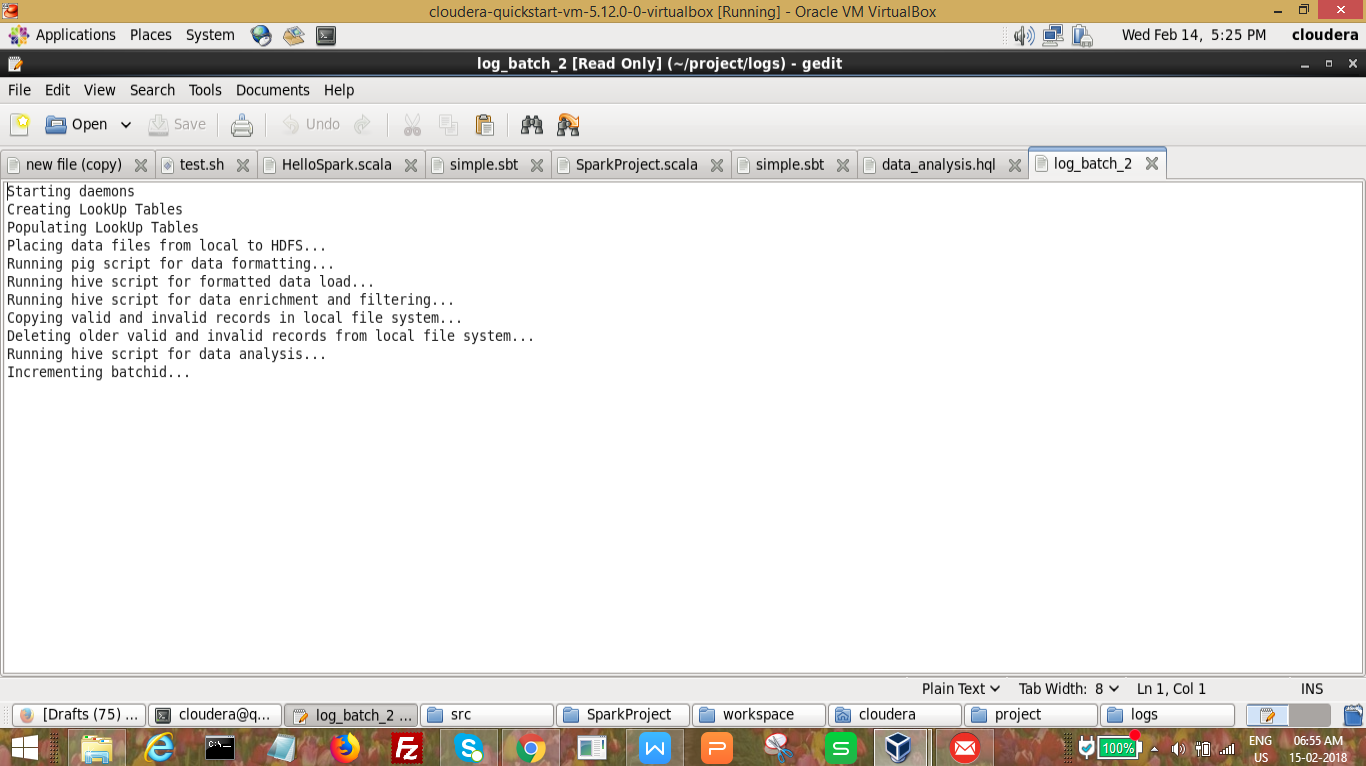 cloudera-quickstart-vm-5.12.0-0-virtualbox [Running] - Oracle VM VirtualBox
Applications Places System Wed Feb 14, 5:25 PM cloudera
log_batch_2 [Read Only] (~/project/logs) - gedit
File Edit View Search Tools Documents Help
Open Save Undo
new file (copy) test.sh HelloSpark.scala simple.sbt SparkProject.scala simple.sbt data_analysis.hql log_batch_2
Starting daemons
Creating LookUp Tables
Populating LookUp Tables
Placing data files from local to HDFS...
Running pig script for data formatting...
Running hive script for formatted data load...
Running hive script for data enrichment and filtering...
Copying valid and invalid records in local file system...
Deleting older valid and invalid records from local file system...
Running hive script for data analysis...
Incrementing batchid...
Plain Text Tab Width: 8 Ln 1, Col 1 INS
[Drafts (75) ... cloudera@q... log_batch_2 ... src SparkProject workspace cloudera project logs
100% ENG 06:55 AM
US 15-02-2018